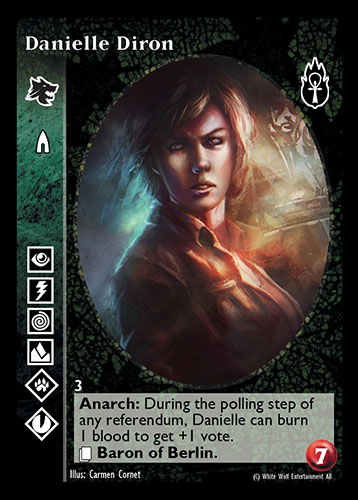 Danielle Diron
3
Anarch: During the polling step of
any referendum, Danielle can burn
1 blood to get +1 vote.
Baron of Berlin.
7
Illus: Carmen Cornet
(C) White Wolf Entertainment AB